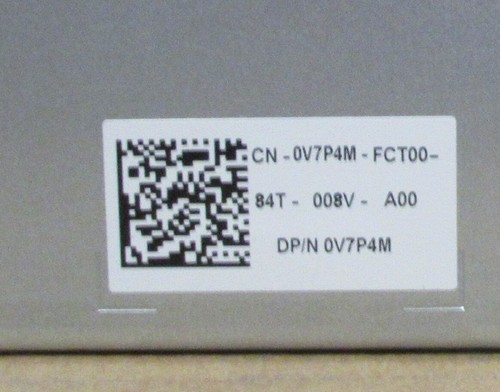 CN -0V7P4M - FCT00-
84T - 008V - A00
DP/N 0V7P4M